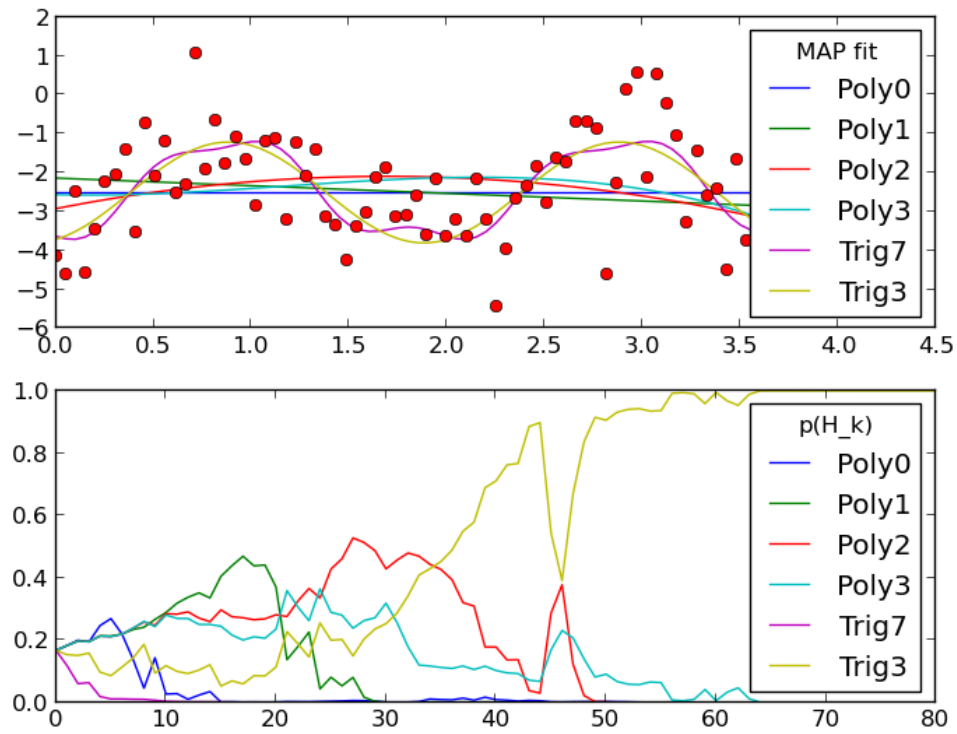 2
1
0
−1
−2
−3
−4
−5
−6
0.0 0.5 1.0 1.5 2.0 2.5 3.0 3.5 4.0 4.5
MAP fit
Poly0
Poly1
Poly2
Poly3
Trig7
Trig3
1.0
0.8
0.6
0.4
0.2
0.0
0 10 20 30 40 50 60 70 80
p(H_k)
Poly0
Poly1
Poly2
Poly3
Trig7
Trig3